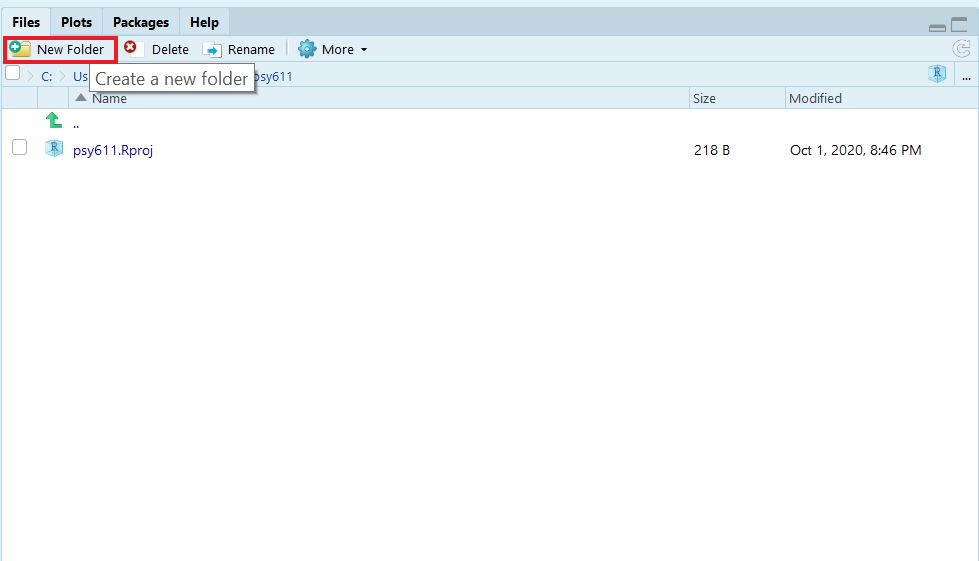 Files Plots Packages Help
New Folder Delete Rename More
C: Us psy611 ...
Create a new folder
Name Size Modified
..
psy611.Rproj 218 B Oct 1, 2020, 8:46 PM